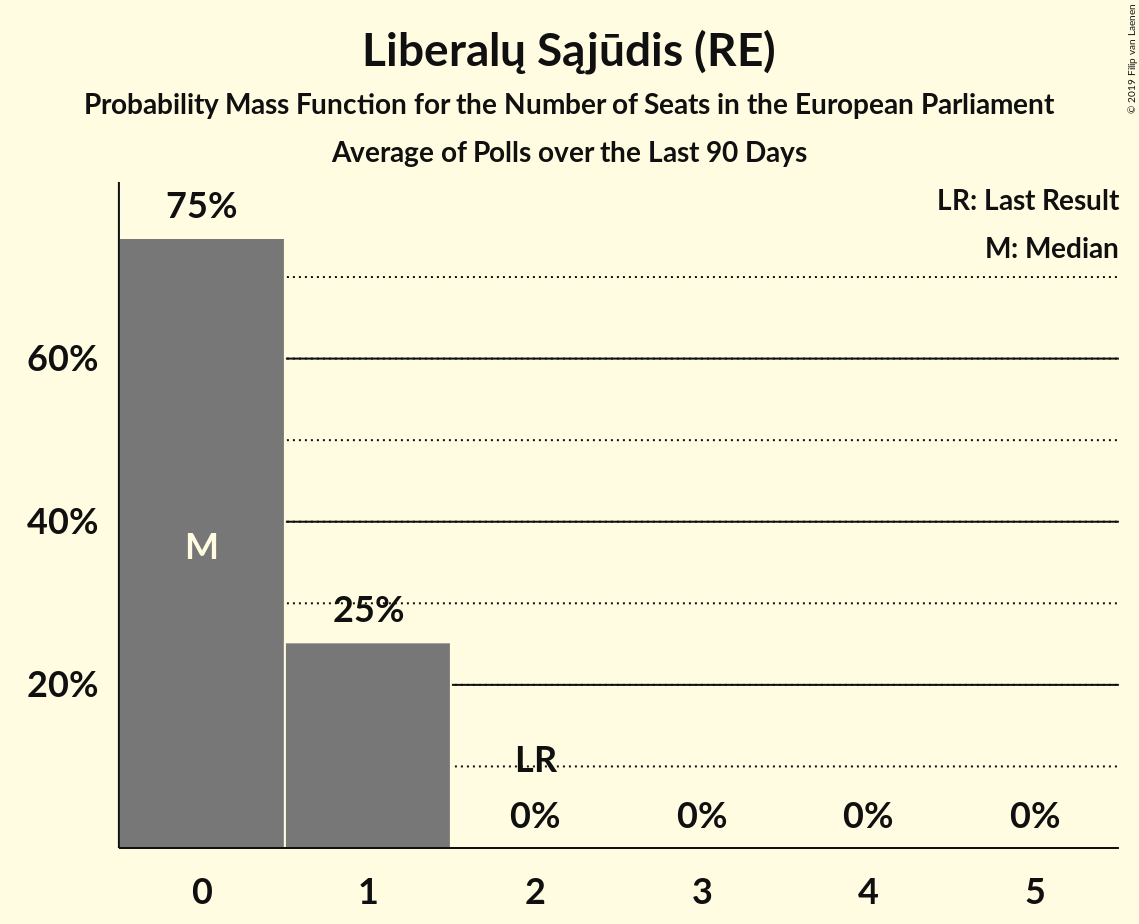 Liberalų Sąjūdis (RE)
Probability Mass Function for the Number of Seats in the European Parliament
Average of Polls over the Last 90 Days
© 2019 Filip van Laenen
LR: Last Result
M: Median
75%
60%
40%
20%
M
25%
LR
0%
0%
0%
0%
0
1
2
3
4
5